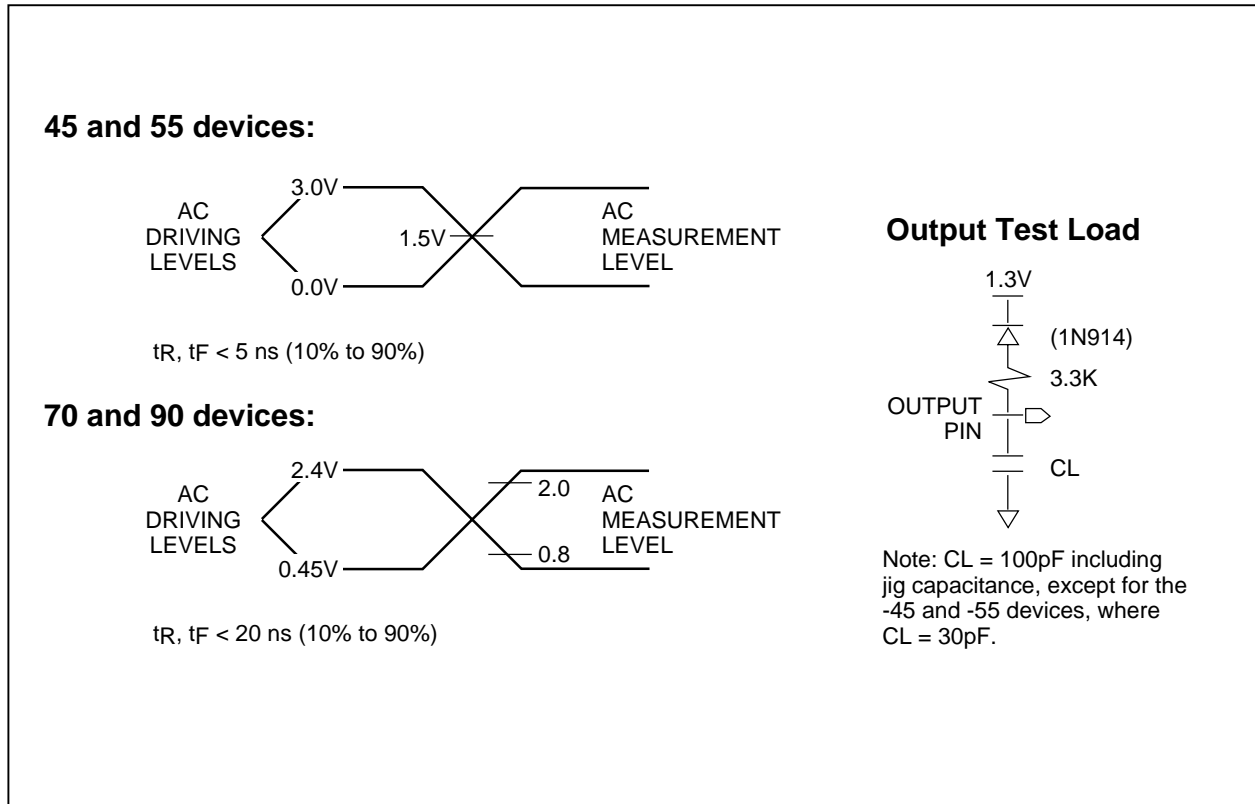 45 and 55 devices:
AC
DRIVING
LEVELS
3.0V
0.0V
1.5V
AC
MEASUREMENT
LEVEL
tR, tF < 5 ns (10% to 90%)
70 and 90 devices:
AC
DRIVING
LEVELS
2.4V
0.45V
2.0
0.8
AC
MEASUREMENT
LEVEL
tR, tF < 20 ns (10% to 90%)
Output Test Load
1.3V
(1N914)
3.3K
OUTPUT
PIN
CL
Note: CL = 100pF including
jig capacitance, except for the
-45 and -55 devices, where
CL = 30pF.